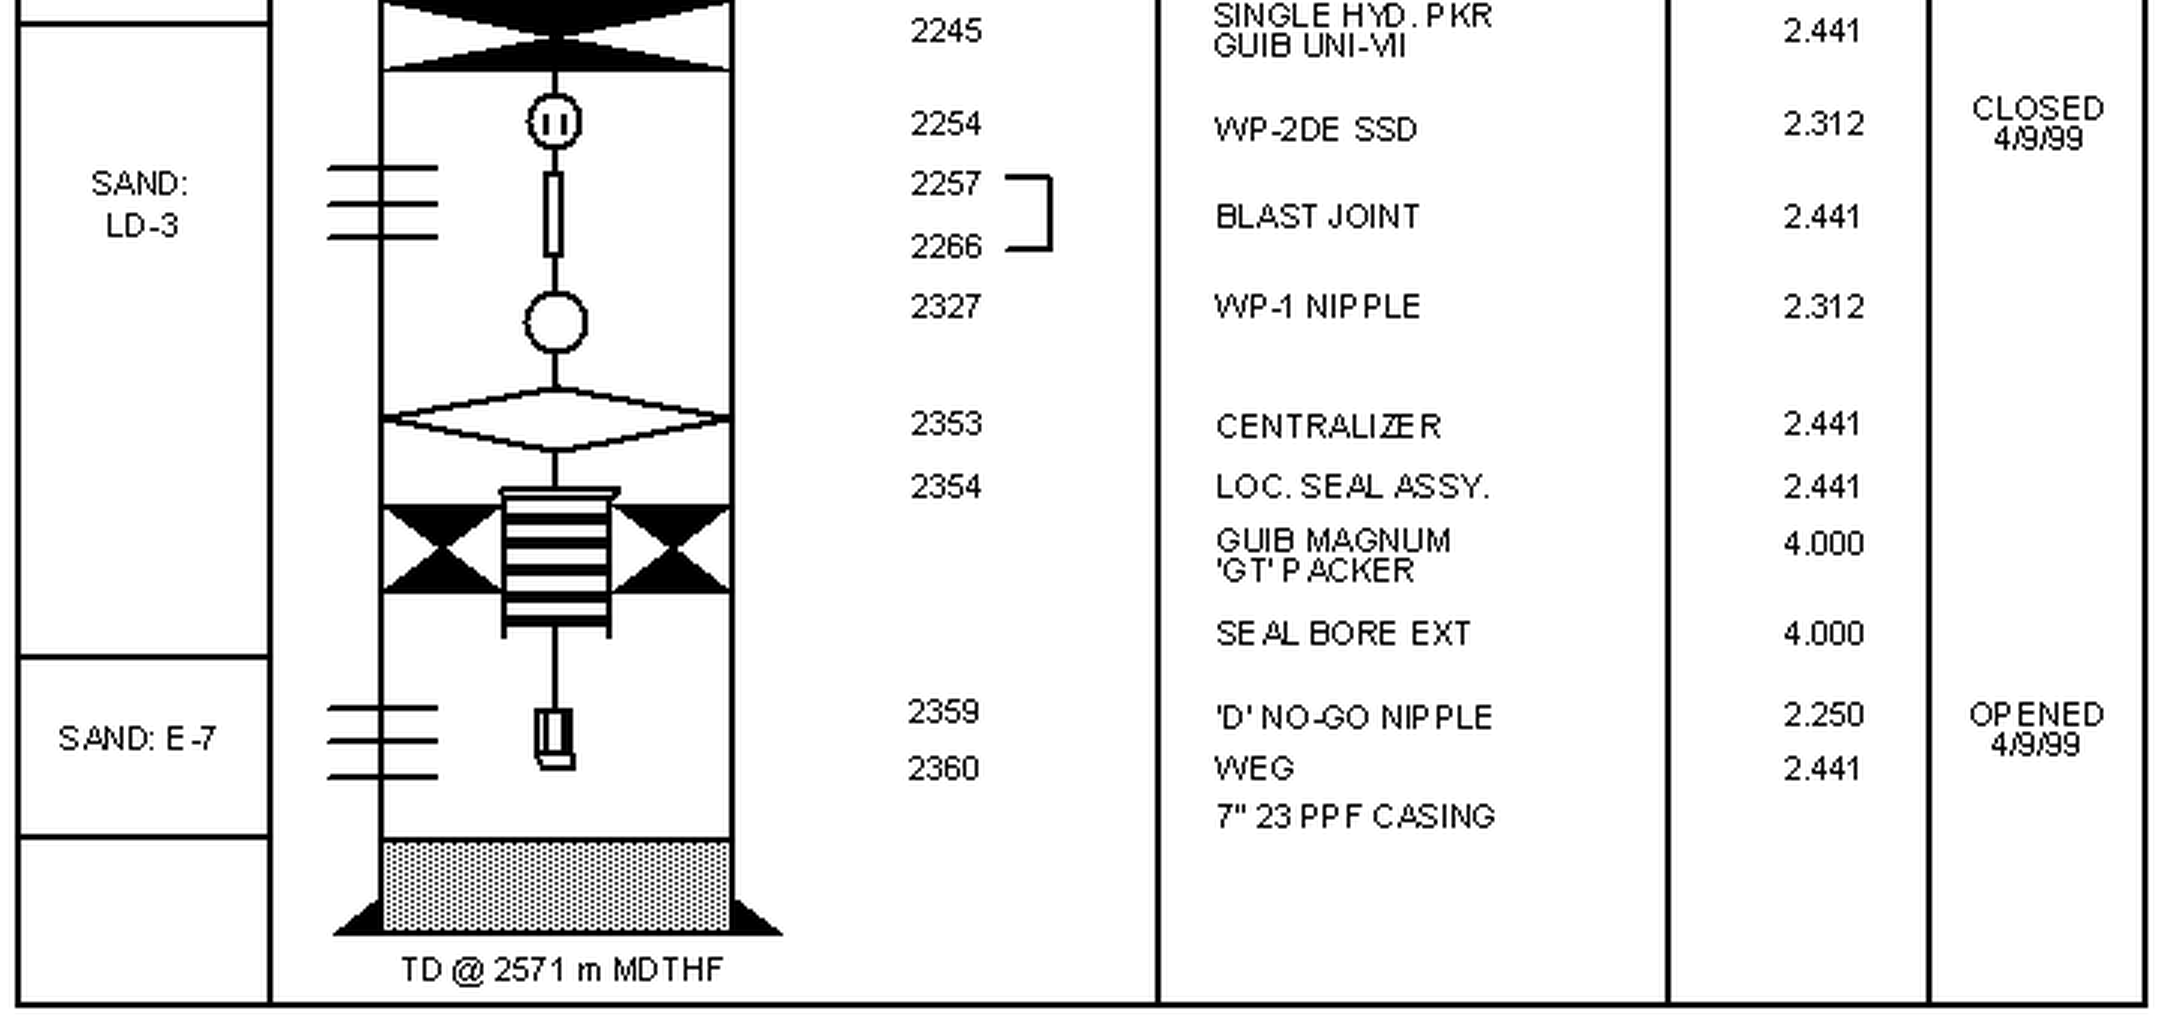 2245 SINGLE HYD. PKR 2.441
GUIB UNI-VII
2254 WP-2DE SSD 2.312 CLOSED
4/9/99
SAND:
LD-3
2257
BLAST JOINT 2.441
2266
2327 WP-1 NIPPLE 2.312
2353 CENTRALIZER 2.441
2354 LOC. SEAL ASSY. 2.441
GUIB MAGNUM 4.000
'GT' PACKER
SEAL BORE EXT 4.000
SAND: E-7
2359 'D' NO-GO NIPPLE 2.250 OPENED
4/9/99
2360 WEG 2.441
7" 23 PPF CASING
TD @ 2571 m MDTHF